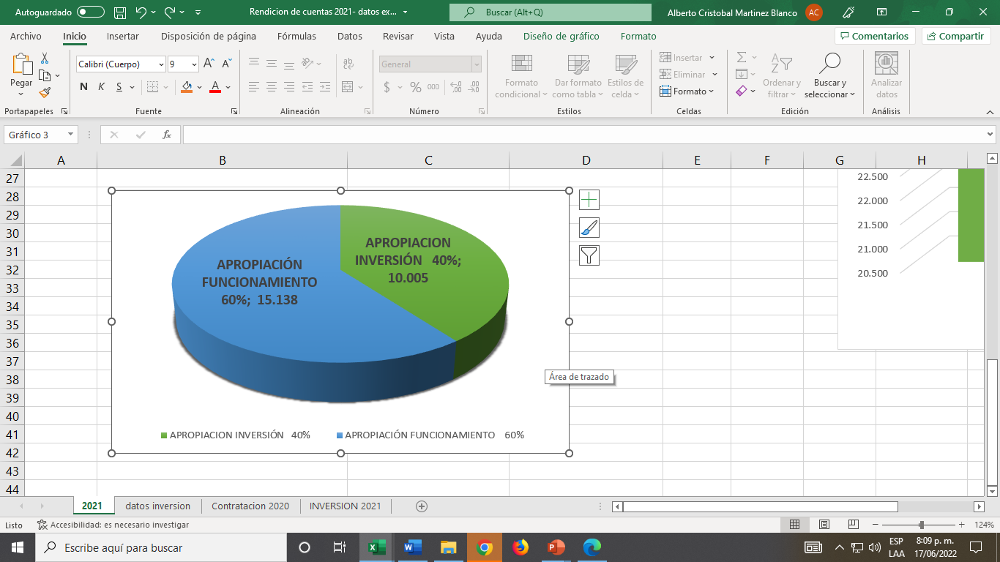 Autoguardado
Rendicion de cuentas 2021- datos ex...
Buscar (Alt+Q)
Alberto Cristobal Martinez Blanco
AC
Archivo Inicio Insertar Disposición de página Fórmulas Datos Revisar Vista Ayuda Diseño de gráfico Formato
Comentarios
Compartir
Pegar
Calibri (Cuerpo) 9
N K S
General
$ % 000
Formato condicional
Dar formato como tabla
Estilos de celda
Insertar
Eliminar
Formato
Ordenar y filtrar
Buscar y seleccionar
Analizar datos
Portapapeles Fuente Alineación Número Estilos Celdas Edición Análisis
Gráfico 3
fx
A B C D E F G H
27
28
29
30
31
32
33
34
35
36
37
38
39
40
41
42
43
44
APROPIACIÓN
FUNCIONAMIENTO
60%; 15.138
APROPIACION
INVERSIÓN 40%;
10.005
APROPIACION INVERSIÓN 40%
APROPIACIÓN FUNCIONAMIENTO 60%
Área de trazado
22.500
22.000
21.500
21.000
20.500
2021 datos inversion Contratacion 2020 INVERSION 2021
Listo
Accesibilidad: es necesario investigar
124%
Escribe aquí para buscar
ESP
LAA
8:09 p. m.
17/06/2022